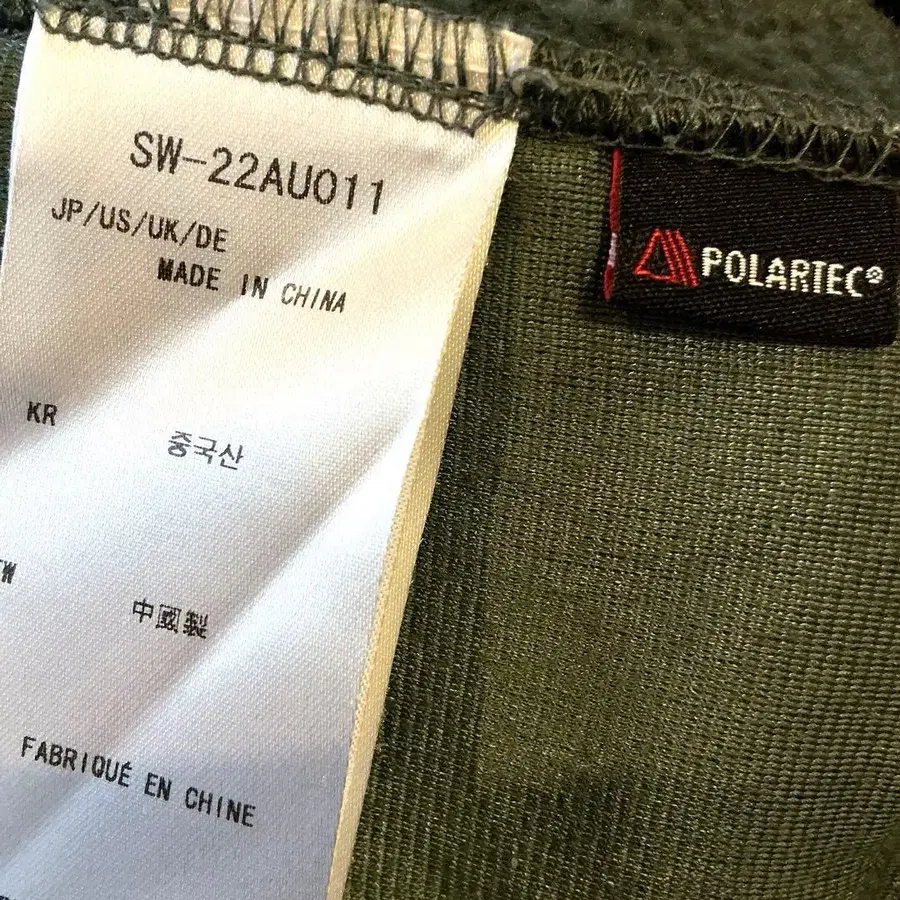 SW-22AU011
JP/US/UK/DE
MADE IN CHINA
KR
중국산
TW
中國製
FABRIQUÉ EN CHINE
POLARTEC®